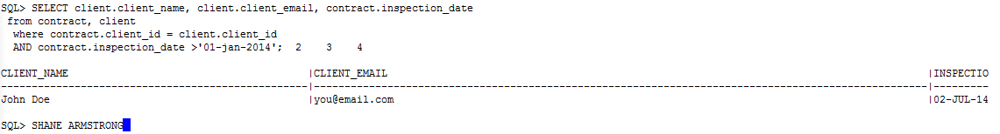 SQL> SELECT client.client_name, client.client_email, contract.inspection_date
from contract, client
where contract.client_id = client.client_id
AND contract.inspection_date >'01-jan-2014';  2    3    4
CLIENT_NAME |CLIENT_EMAIL |INSPECTIO
John Doe |you@email.com |02-JUL-14
SQL> SHANE ARMSTRONG